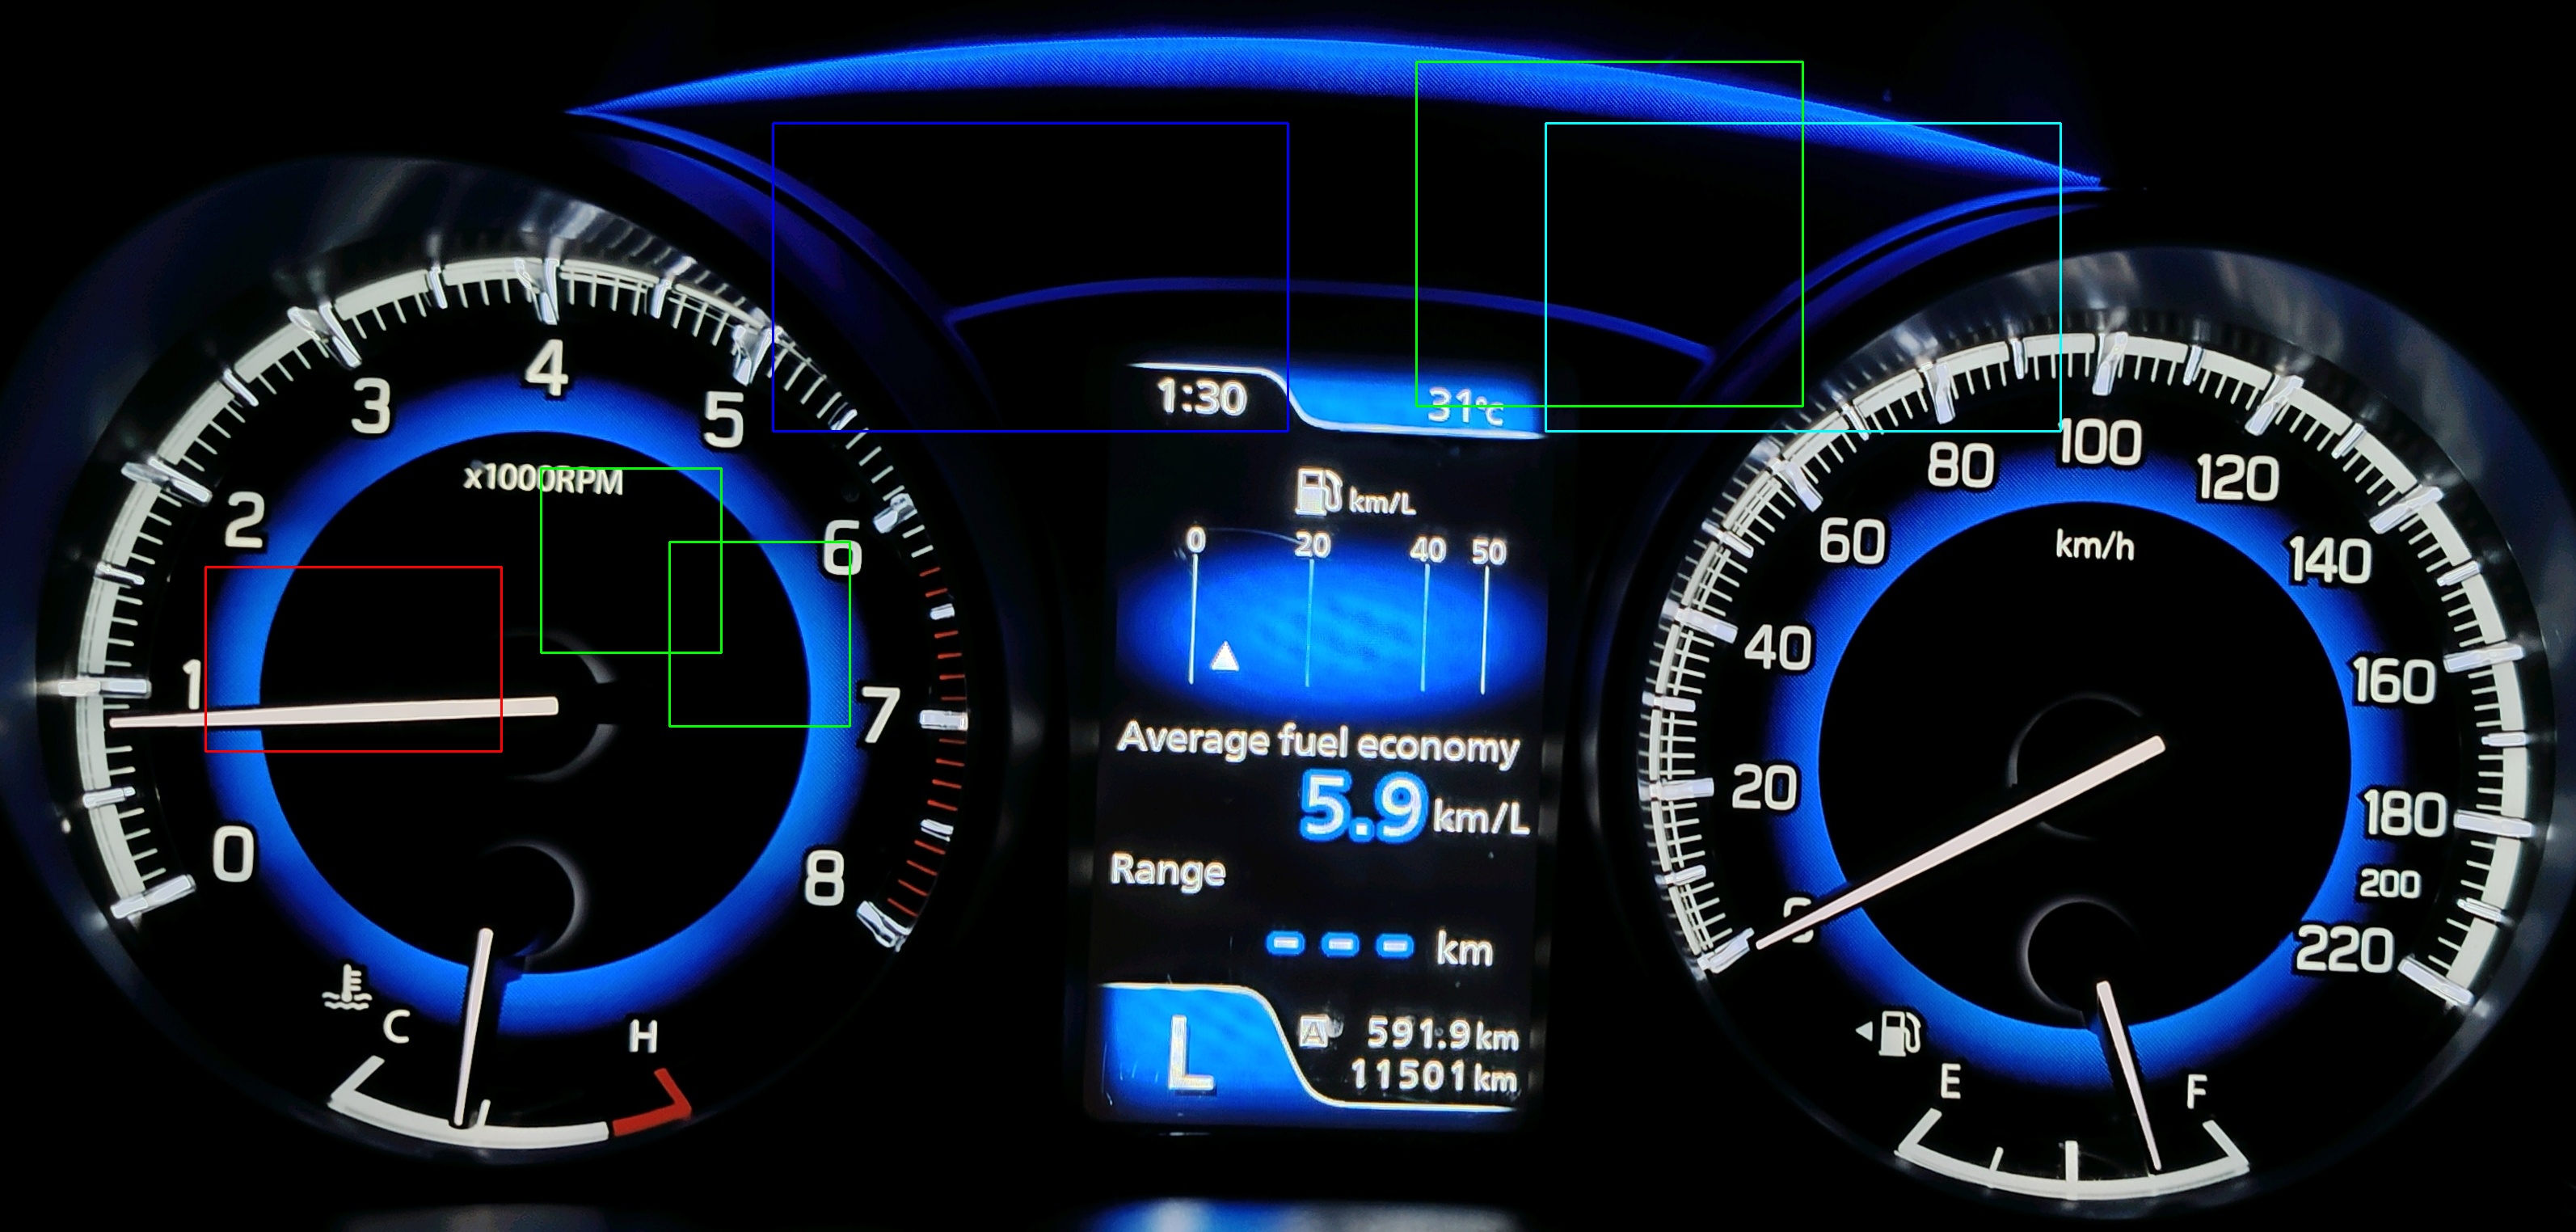 0
1
2
3
4
5
6
7
8
x1000RPM
C
H
1:30
31℃
km/L
0 20 40 50
Average fuel economy
5.9 km/L
Range
--- km
L
A 591.9 km
11501 km
0
20
40
60
80
100
120
140
160
180
200
220
km/h
E
F